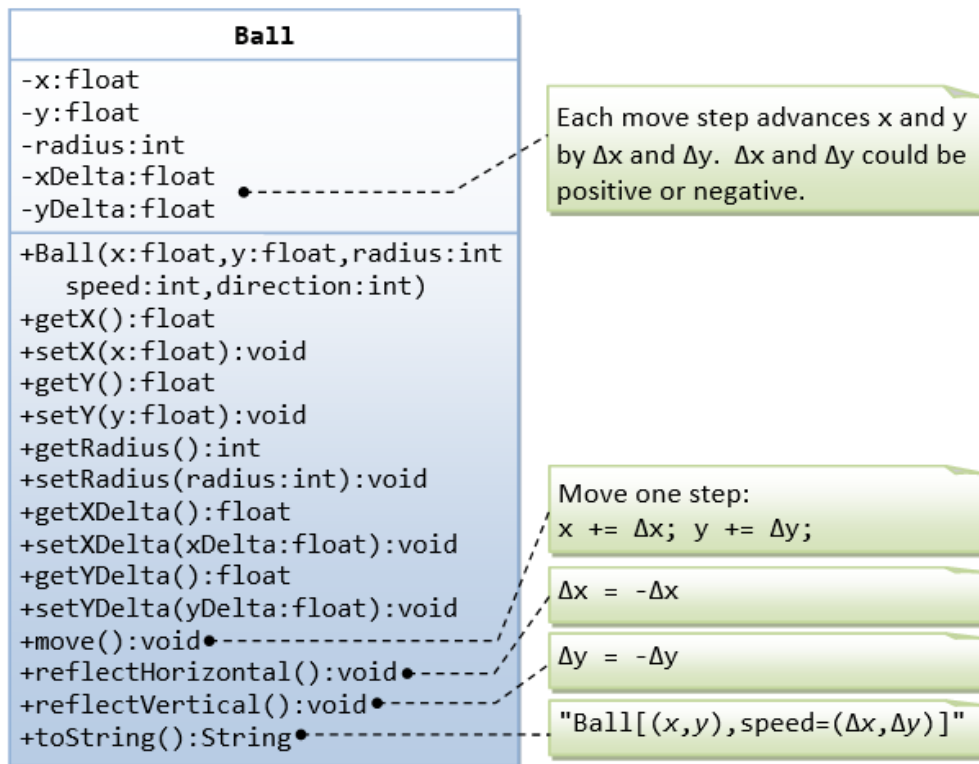 Ball
-x:float
-y:float
-radius:int
-xDelta:float
-yDelta:float
Each move step advances x and y
by Δx and Δy. Δx and Δy could be
positive or negative.
+Ball(x:float,y:float,radius:int
speed:int,direction:int)
+getX():float
+setX(x:float):void
+getY():float
+setY(y:float):void
+getRadius():int
+setRadius(radius:int):void
+getXDelta():float
+setXDelta(xDelta:float):void
+getYDelta():float
+setYDelta(yDelta:float):void
+move():void
+reflectHorizontal():void
+reflectVertical():void
+toString():String
Move one step:
x += Δx; y += Δy;
Δx = -Δx
Δy = -Δy
"Ball[(x,y),speed=(Δx,Δy)]"